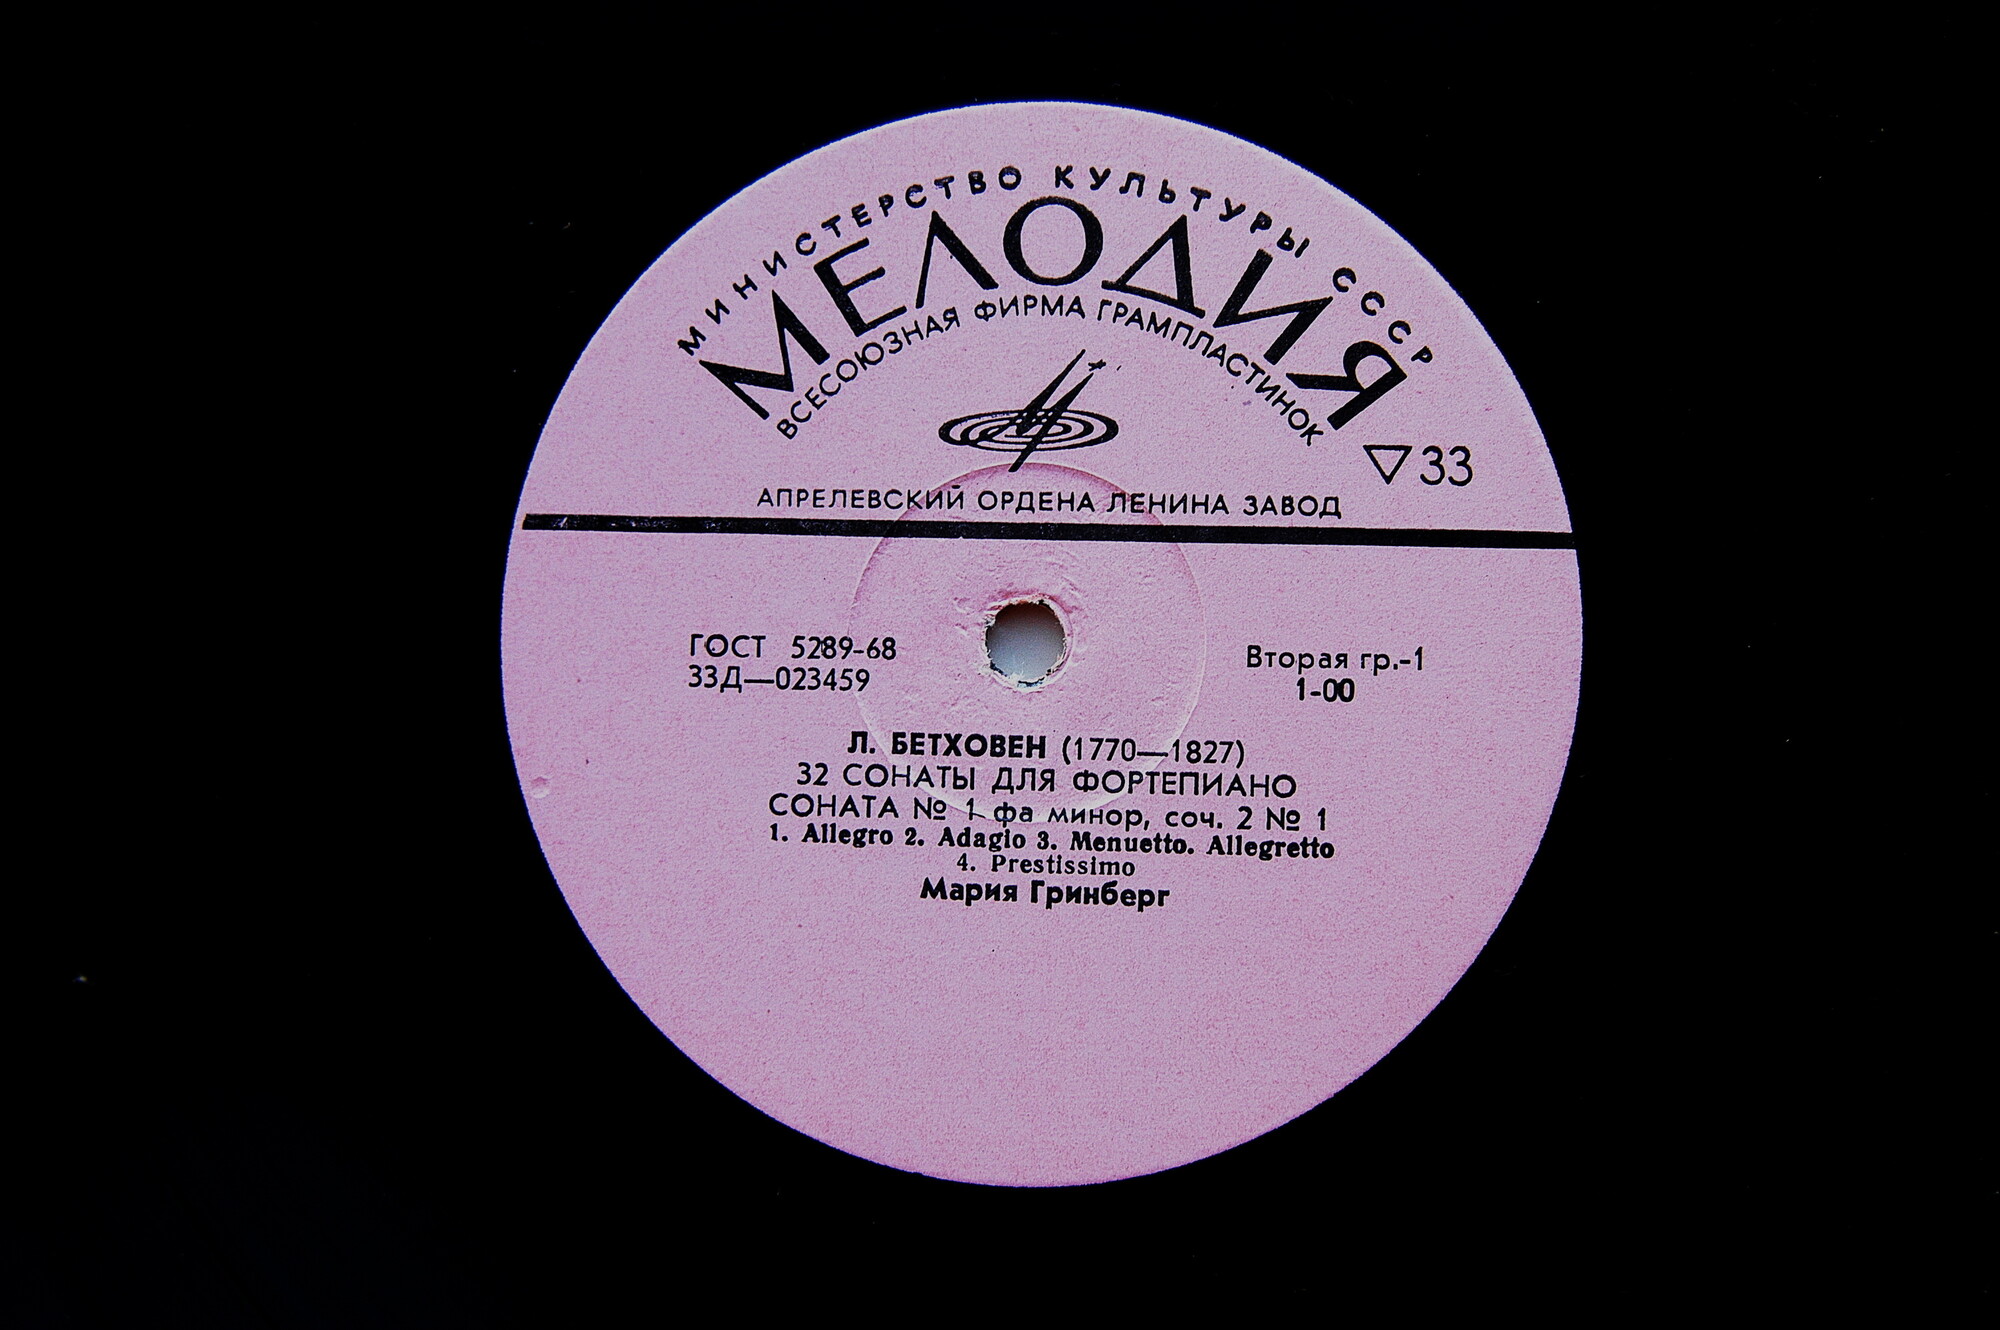 МИНИСТЕРСТВО КУЛЬТУРЫ СССР
МЕЛОДИЯ
ВСЕСОЮЗНАЯ ФИРМА ГРАМПЛАСТИНОК
▽33
АПРЕЛЕВСКИЙ ОРДЕНА ЛЕНИНА ЗАВОД
ГОСТ 5289-68
33Д—023459
Вторая гр.-1
1-00
Л. БЕТХОВЕН (1770—1827)
32 СОНАТЫ ДЛЯ ФОРТЕПИАНО
СОНАТА № 1 фа минор, соч. 2 № 1
1. Allegro 2. Adagio 3. Menuetto. Allegretto
4. Prestissimo
Мария Гринберг